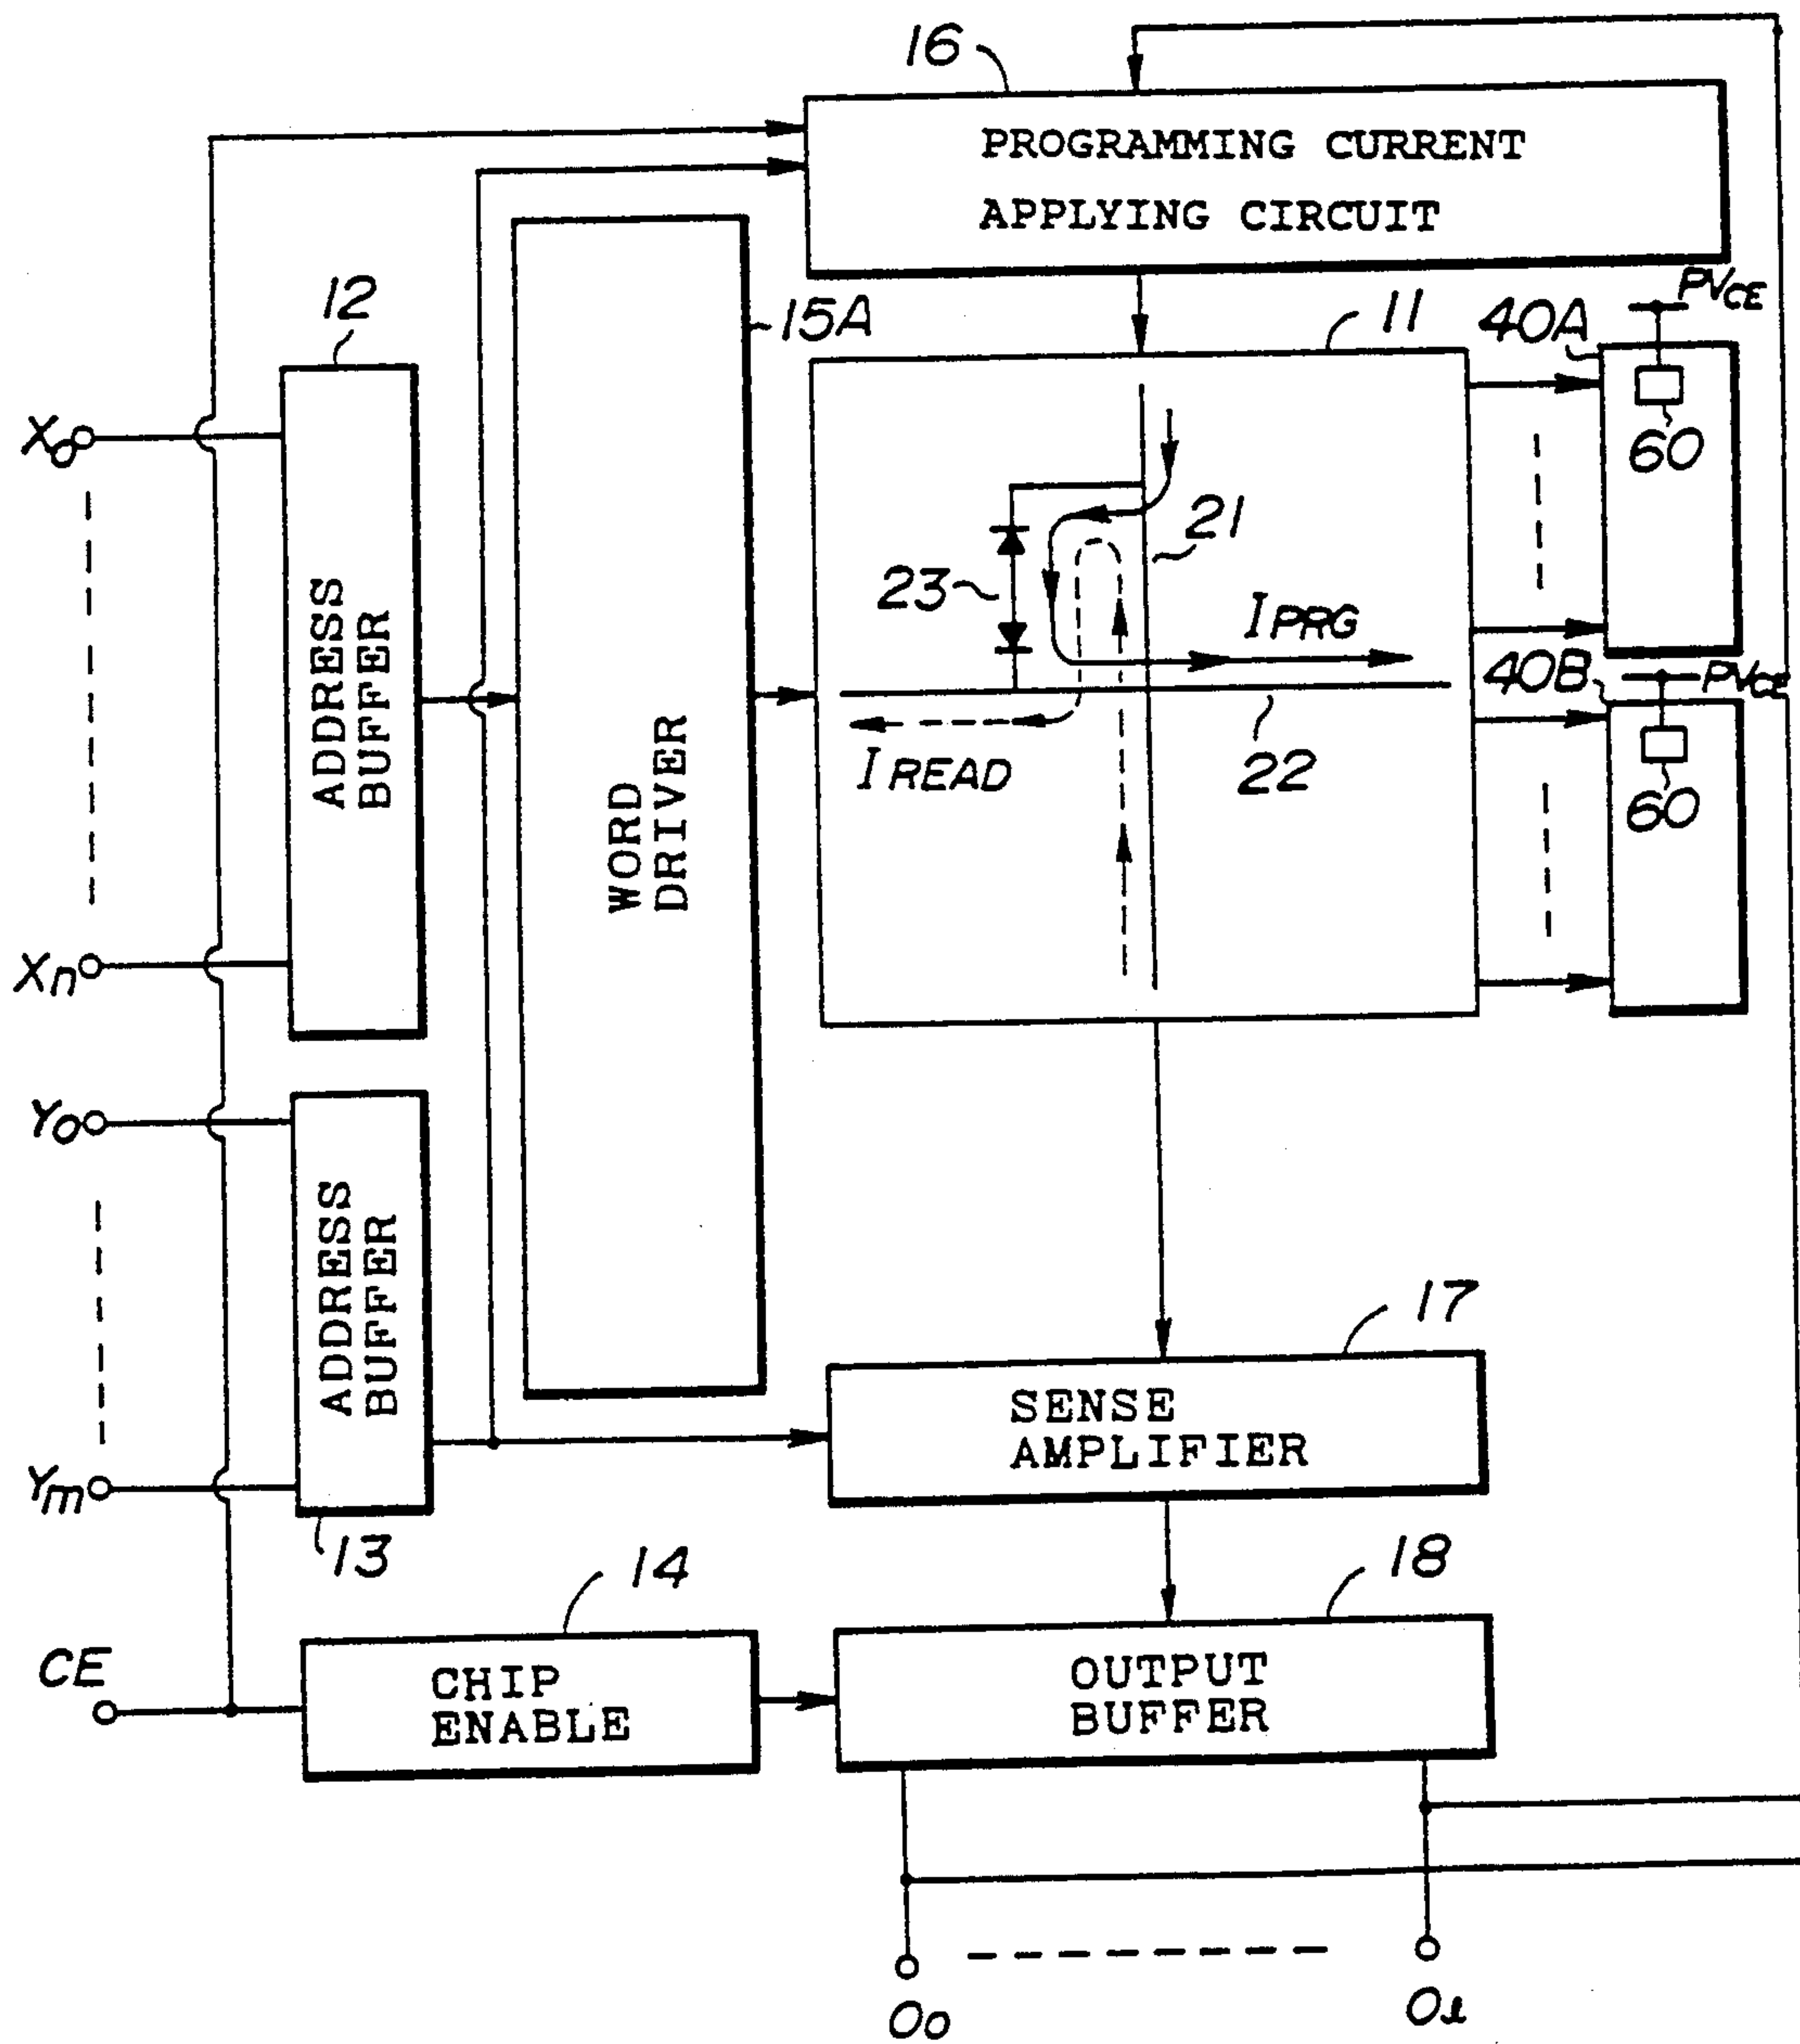 16
PROGRAMMING CURRENT
APPLYING CIRCUIT
12
15A
11
40A
PVCE
60
X0
ADDRESS
BUFFER
WORD
DRIVER
21
23
IPRG
40B
PVCE
IREAD
22
60
Xn
Y0
ADDRESS
BUFFER
17
SENSE
AMPLIFIER
Ym
13
14
18
CE
CHIP
ENABLE
OUTPUT
BUFFER
O0
Oℓ